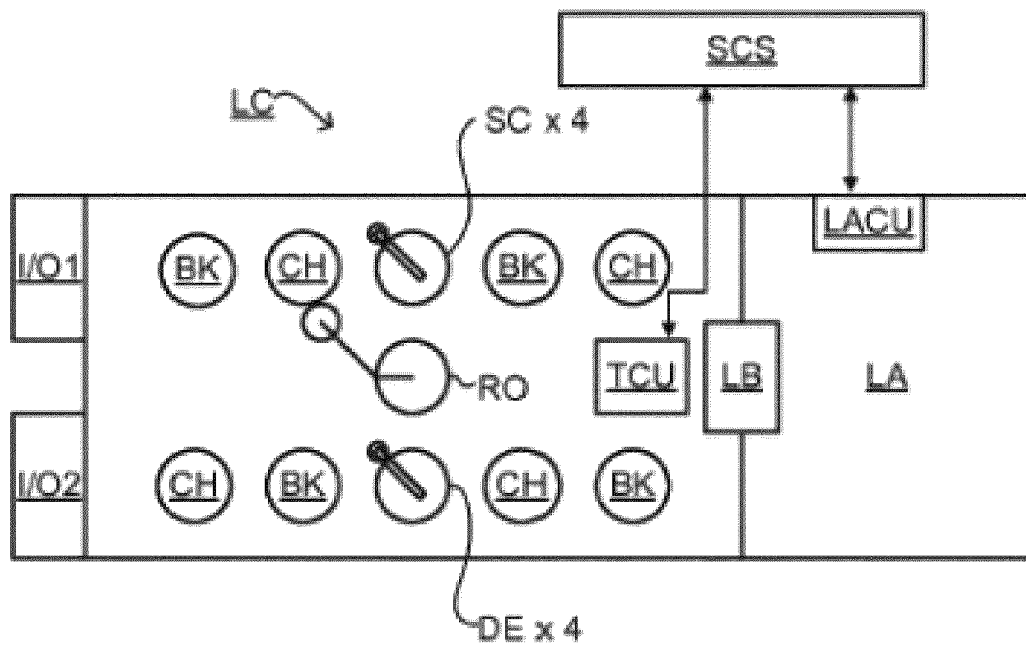 SCS
LC
SC x 4
LACU
I/O1
BK
CH
BK
CH
RO
TCU
LB
LA
I/O2
CH
BK
CH
BK
DE x 4